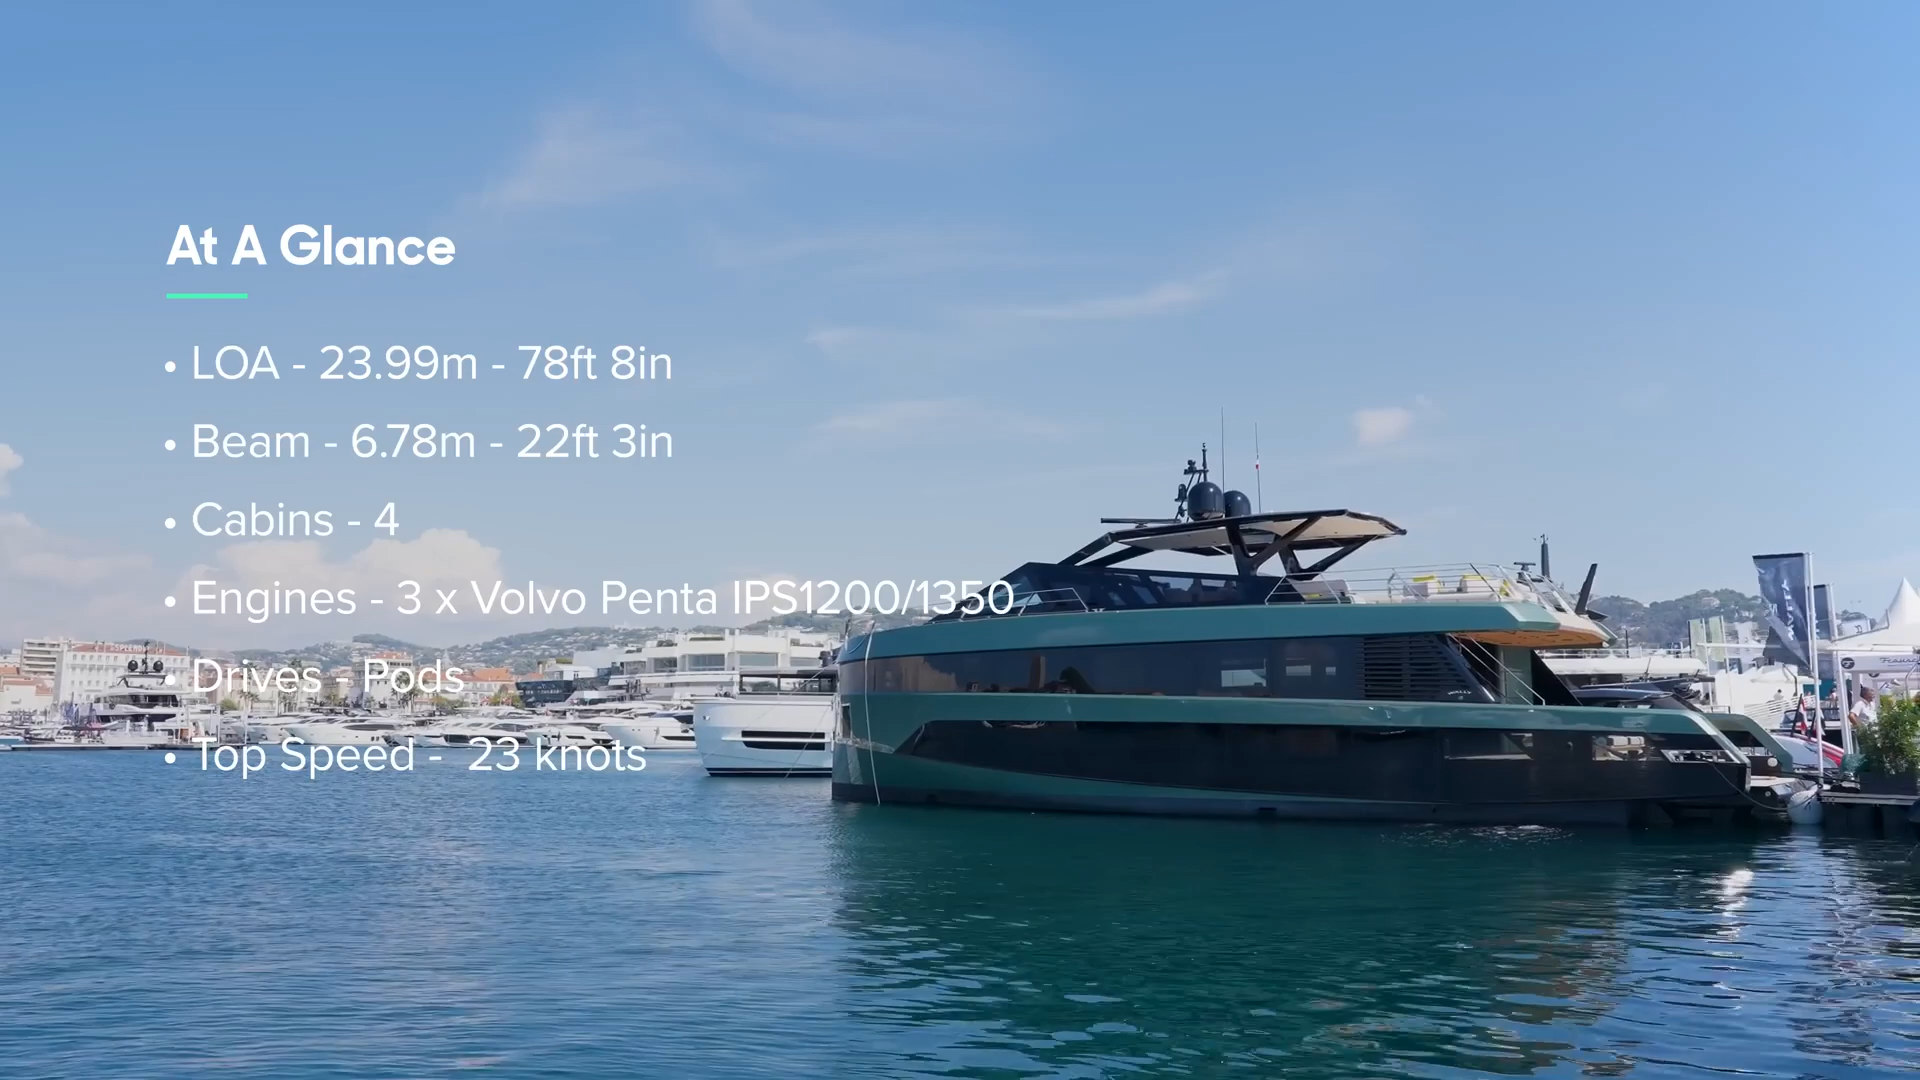 At A Glance
• LOA - 23.99m - 78ft 8in
• Beam - 6.78m - 22ft 3in
• Cabins - 4
• Engines - 3 x Volvo Penta IPS1200/1350
• Drives - Pods
• Top Speed - 23 knots